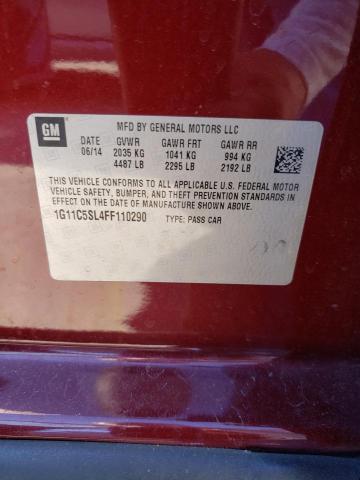 GM
MFD BY GENERAL MOTORS LLC
DATE GVWR GAWR FRT GAWR RR
06/14 2035 KG 1041 KG 994 KG
4487 LB 2295 LB 2192 LB
THIS VEHICLE CONFORMS TO ALL APPLICABLE U.S. FEDERAL MOTOR
VEHICLE SAFETY, BUMPER, AND THEFT PREVENTION STANDARDS IN
EFFECT ON THE DATE OF MANUFACTURE SHOWN ABOVE.
1G11C5SL4FF110290 TYPE: PASS CAR